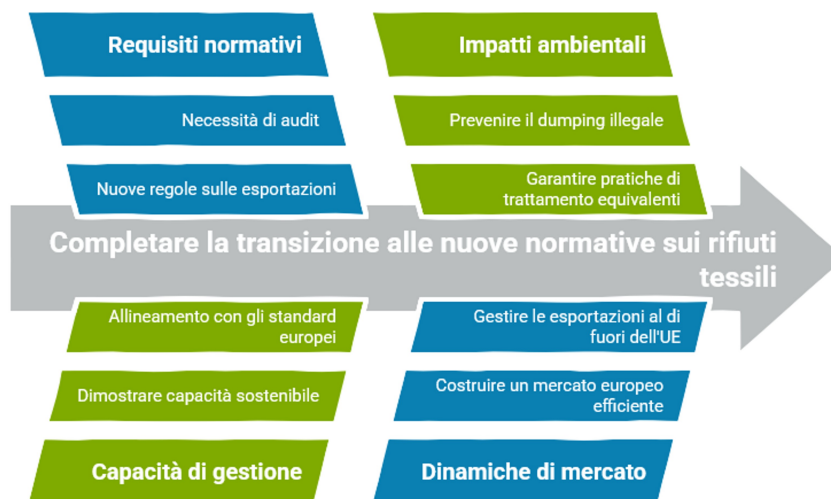 Requisiti normativi
Necessità di audit
Nuove regole sulle esportazioni
Impatti ambientali
Prevenire il dumping illegale
Garantire pratiche di
trattamento equivalenti
Completare la transizione alle nuove normative sui rifiuti
tessili
Allineamento con gli standard
europei
Dimostrare capacità sostenibile
Capacità di gestione
Gestire le esportazioni al di
fuori dell'UE
Costruire un mercato europeo
efficiente
Dinamiche di mercato